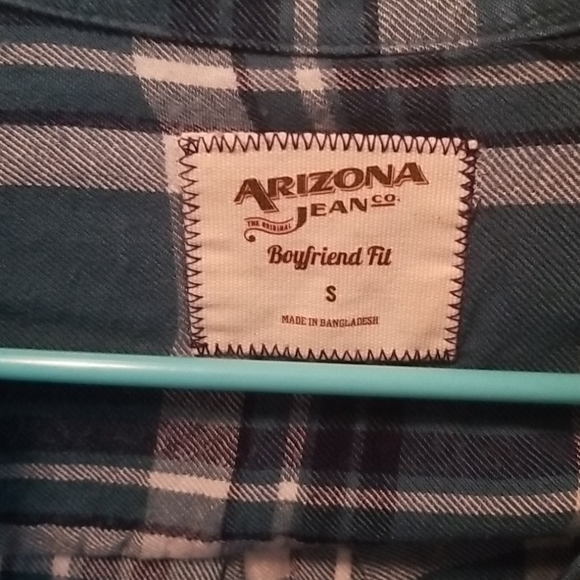 ARIZONA
THE ORIGINAL JEAN CO.
Boyfriend Fit
S
MADE IN BANGLADESH